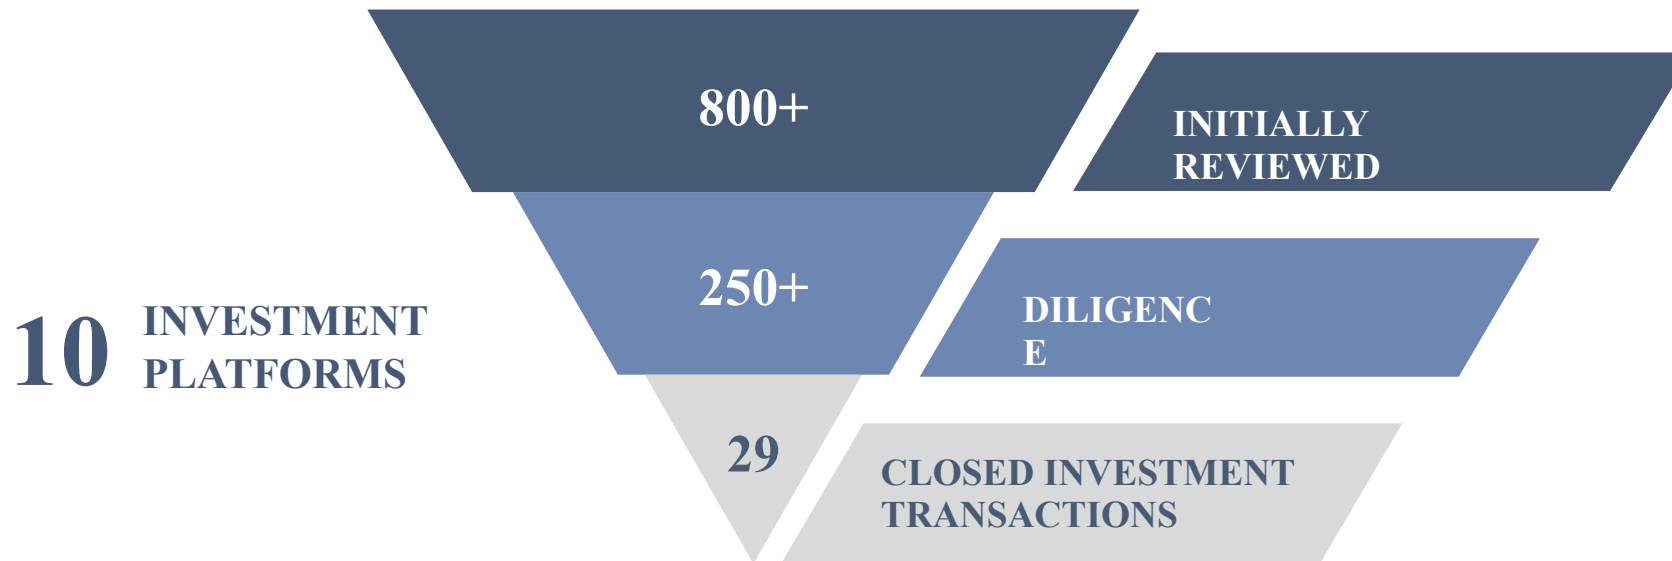 800+
INITIALLY
REVIEWED
250+
DILIGENC
E
10
INVESTMENT
PLATFORMS
29
CLOSED INVESTMENT
TRANSACTIONS